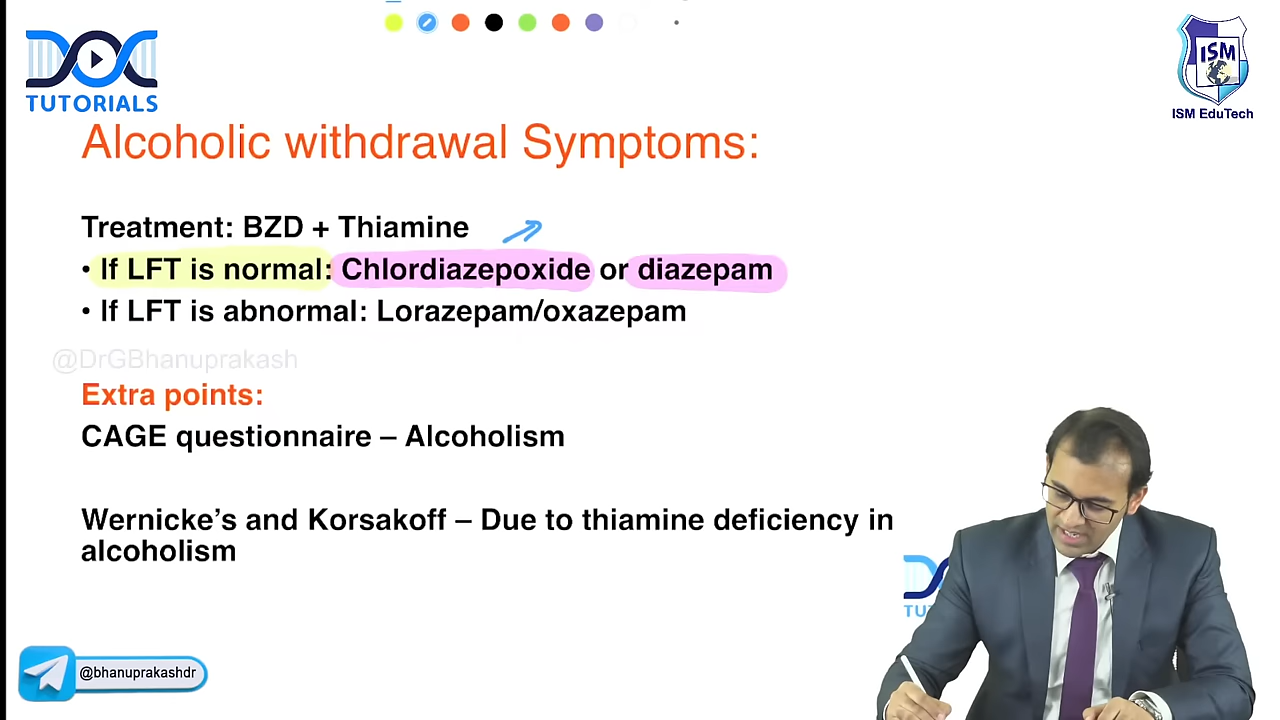 DOC
TUTORIALS
ISM
ISM EduTech
Alcoholic withdrawal Symptoms:
Treatment: BZD + Thiamine
• If LFT is normal: Chlordiazepoxide or diazepam
• If LFT is abnormal: Lorazepam/oxazepam
@DrGBhanuprakash
Extra points:
CAGE questionnaire – Alcoholism
Wernicke’s and Korsakoff – Due to thiamine deficiency in
alcoholism
TU
@bhanuprakashdr